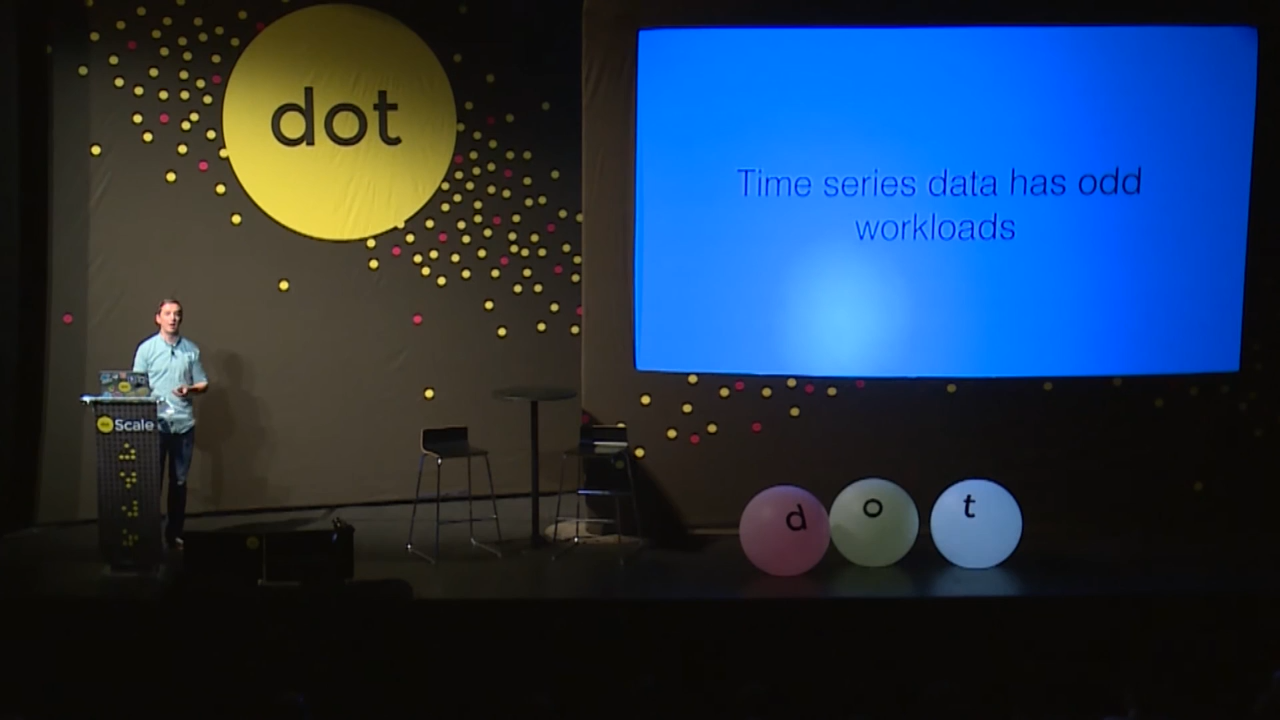 dot
Time series data has odd
workloads
Scale
d o t